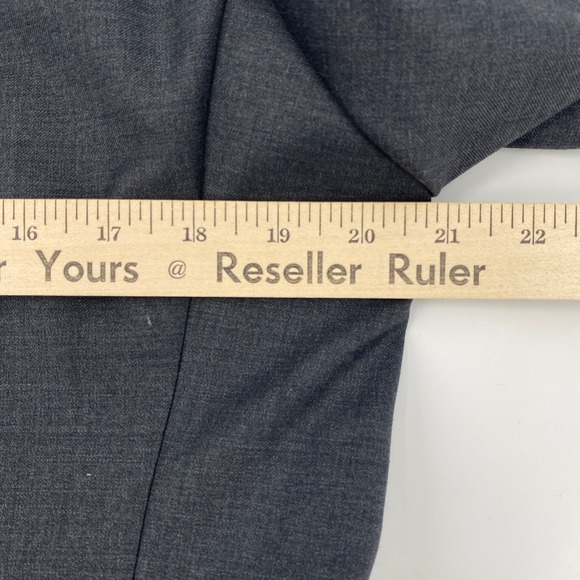 16 17 18 19 20 21 22
r Yours @ Reseller Ruler